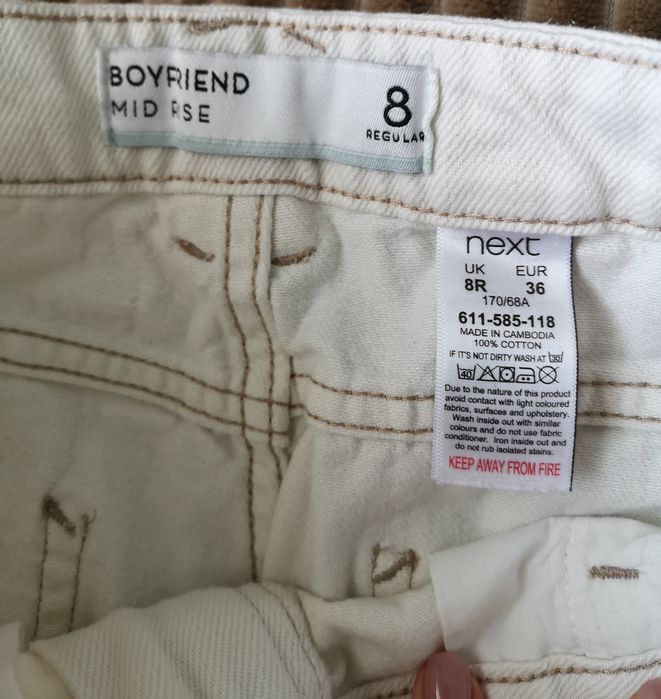 BOYFRIEND
MID RISE
8
REGULAR
next
UK EUR
8R 36
170/68A
611-585-118
MADE IN CAMBODIA
100% COTTON
IF IT'S NOT DIRTY WASH AT 30
40
Due to the nature of this product
avoid contact with light coloured
fabrics, surfaces and upholstery.
Wash inside out with similar
colours and do not use fabric
conditioner. Iron inside out and
do not rub isolated stains.
KEEP AWAY FROM FIRE